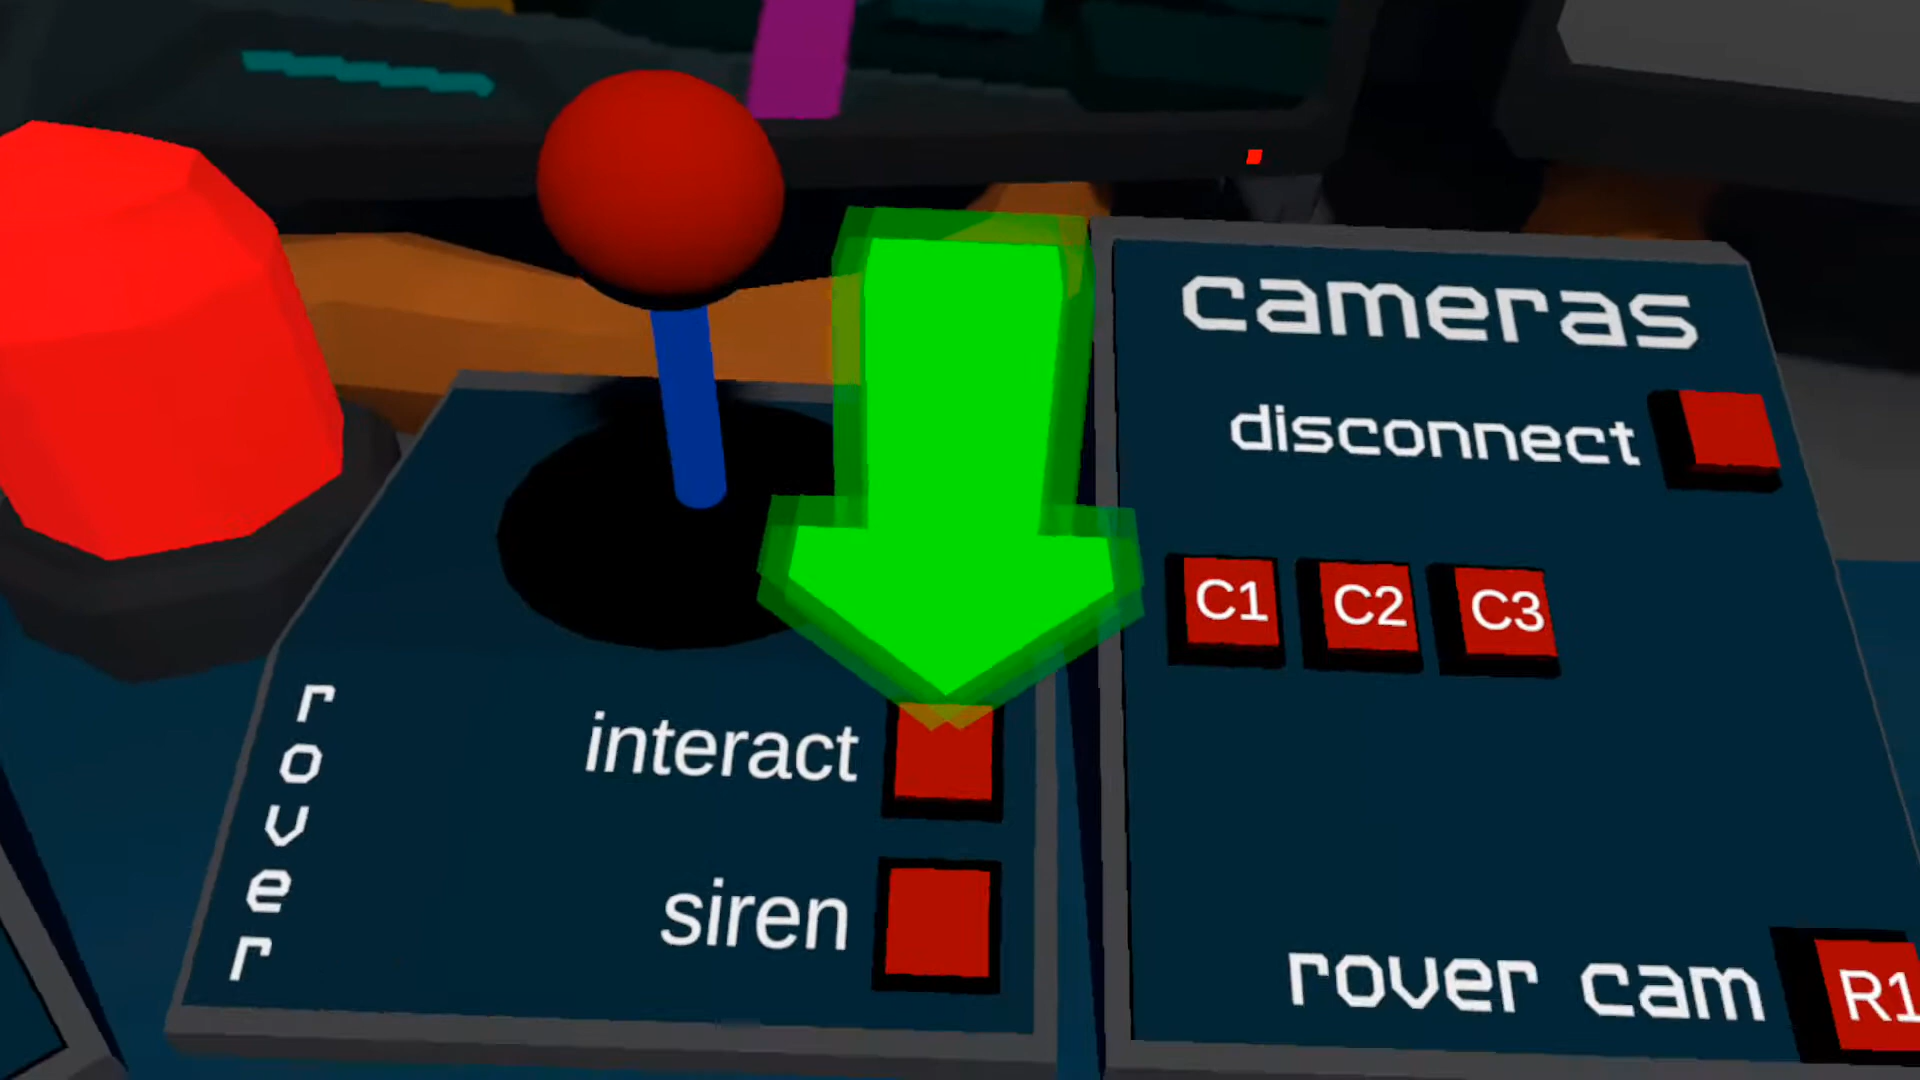 rover
interact
siren
cameras
disconnect
C1 C2 C3
rover cam R1